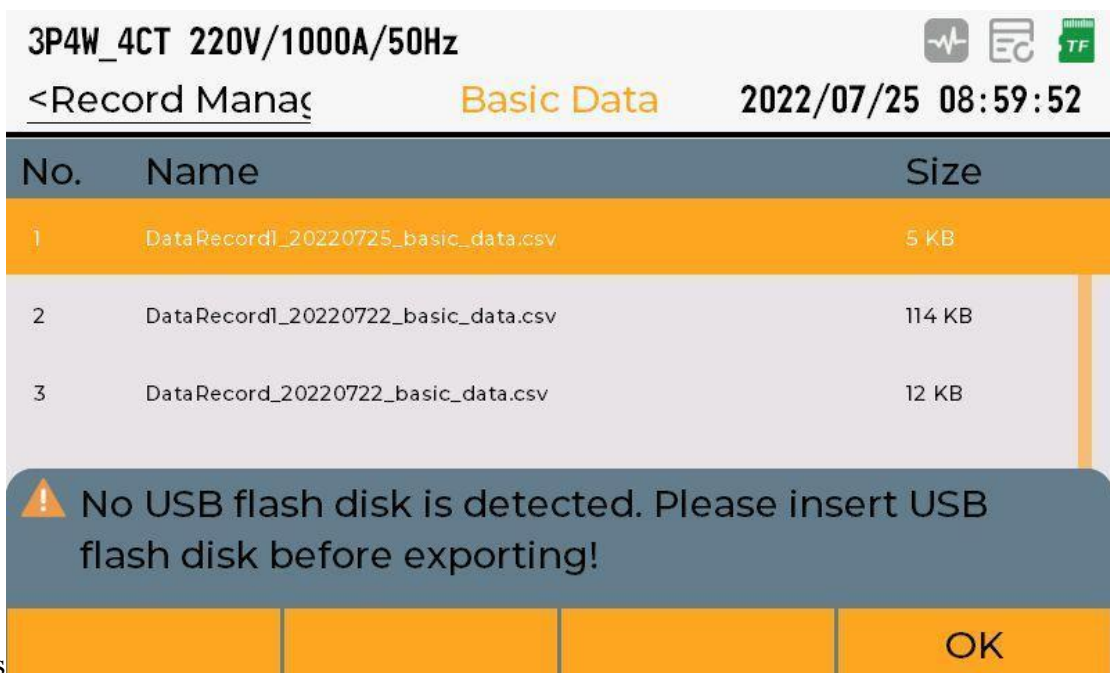 3P4W_4CT 220V/1000A/50Hz
TF
<Record Manag
Basic Data
2022/07/25 08:59:52
No. Name Size
1 DataRecord1_20220725_basic_data.csv 5 KB
2 DataRecord1_20220722_basic_data.csv 114 KB
3 DataRecord_20220722_basic_data.csv 12 KB
No USB flash disk is detected. Please insert USB
flash disk before exporting!
OK
s